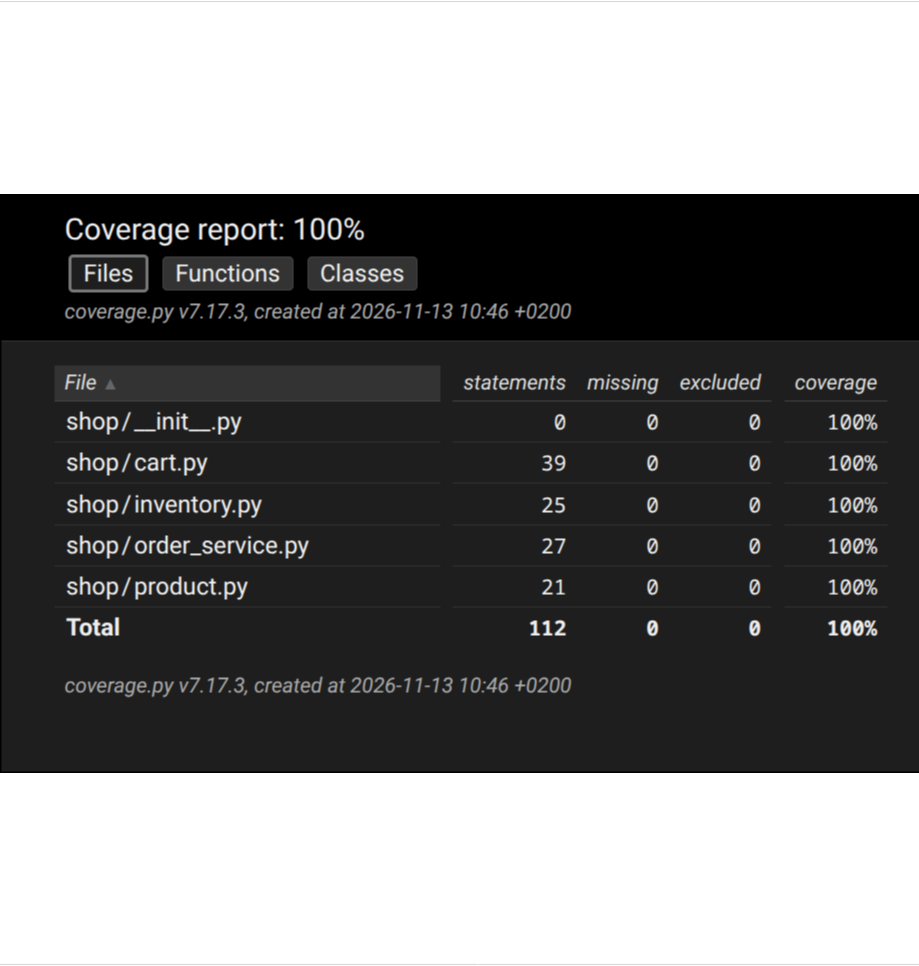 Coverage report: 100%
Files Functions Classes
coverage.py v7.17.3, created at 2026-11-13 10:46 +0200
File ▲ statements missing excluded coverage
shop/__init__.py 0 0 0 100%
shop/cart.py 39 0 0 100%
shop/inventory.py 25 0 0 100%
shop/order_service.py 27 0 0 100%
shop/product.py 21 0 0 100%
Total 112 0 0 100%
coverage.py v7.17.3, created at 2026-11-13 10:46 +0200